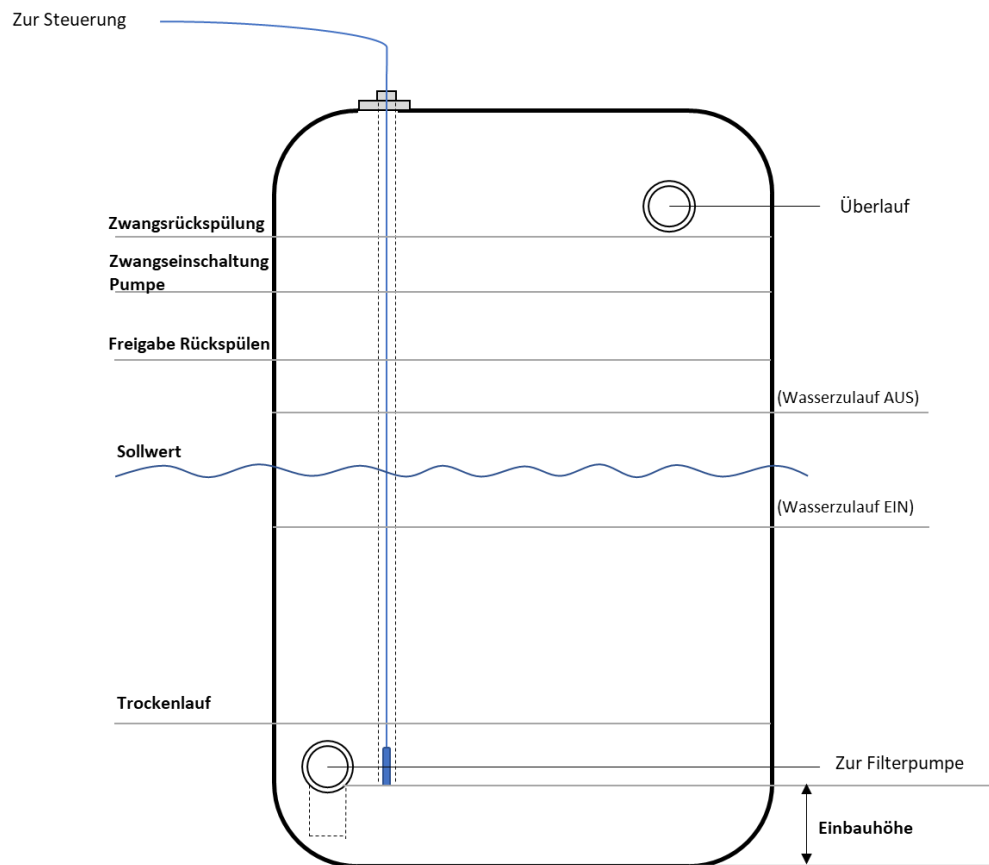 Zur Steuerung
Überlauf
Zwangsrückspülung
Zwangseinschaltung
Pumpe
Freigabe Rückspülen
(Wasserzulauf AUS)
Sollwert
(Wasserzulauf EIN)
Trockenlauf
Zur Filterpumpe
Einbauhöhe